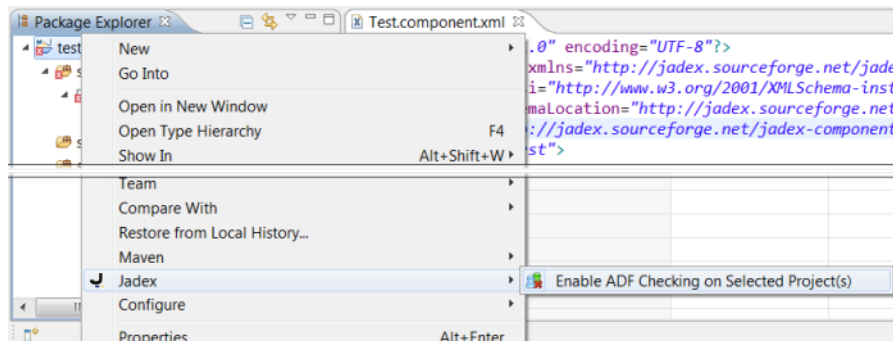 Package Explorer
Test.component.xml
test
New
.0" encoding="UTF-8"?>
Go Into
xmlns="http://jadex.sourceforge.net/jade
i="http://www.w3.org/2001/XMLSchema-inst
Open in New Window
maLocation="http://jadex.sourceforge.net
Open Type Hierarchy F4
://jadex.sourceforge.net/jadex-component
Show In Alt+Shift+W
st">
Team
Compare With
Restore from Local History...
Maven
Jadex
Enable ADF Checking on Selected Project(s)
Configure
Properties Alt+Enter